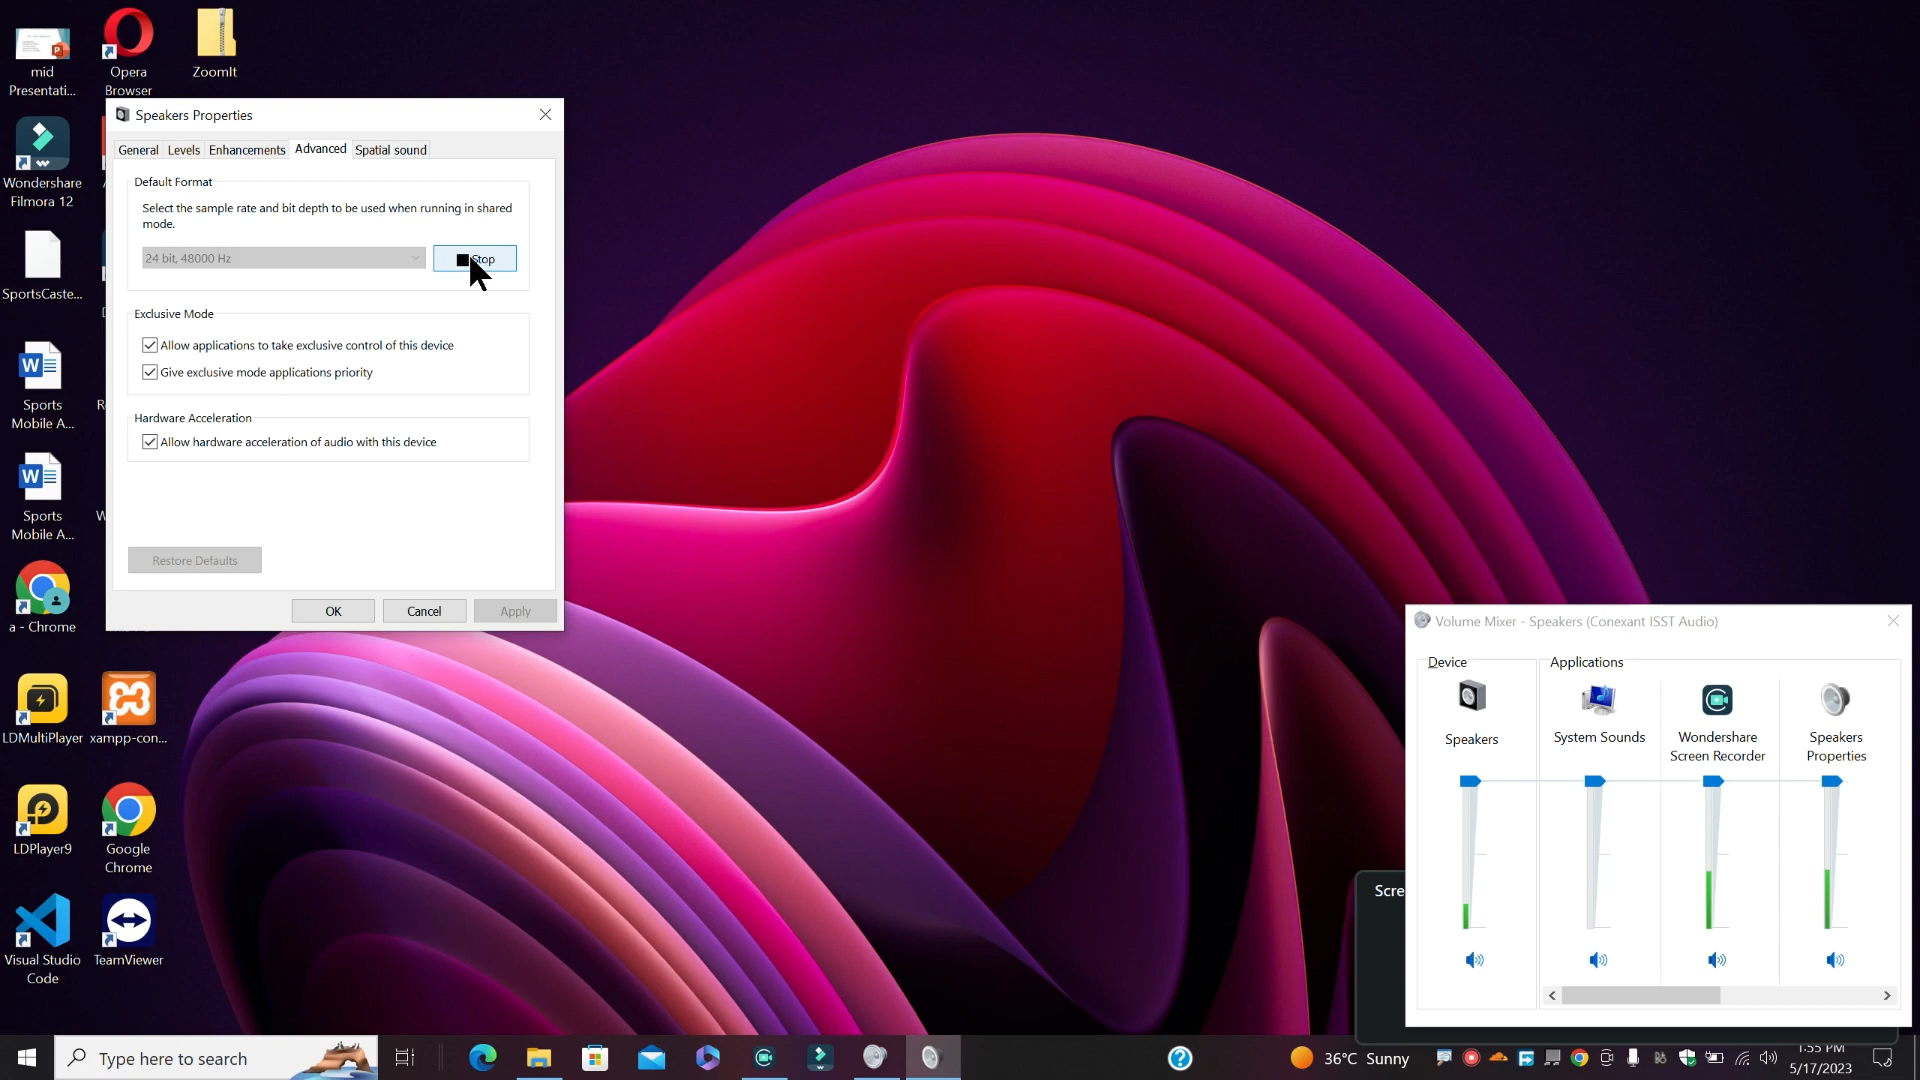 mid
Presentati...
Opera
Browser
ZoomIt
Wondershare
Filmora 12
SportsCaste...
Sports
Mobile A...
Sports
Mobile A...
a - Chrome
LDMultiPlayer
xampp-con...
LDPlayer9
Google
Chrome
Visual Studio
Code
TeamViewer
Speakers Properties
General
Levels
Enhancements
Advanced
Spatial sound
Default Format
Select the sample rate and bit depth to be used when running in shared
mode.
24 bit, 48000 Hz
Stop
Exclusive Mode
Allow applications to take exclusive control of this device
Give exclusive mode applications priority
Hardware Acceleration
Allow hardware acceleration of audio with this device
Restore Defaults
OK
Cancel
Apply
Volume Mixer - Speakers (Conexant ISST Audio)
Device
Applications
Speakers
System Sounds
Wondershare
Screen Recorder
Speakers
Properties
Scre
Type here to search
36°C Sunny
1:55 PM
5/17/2023